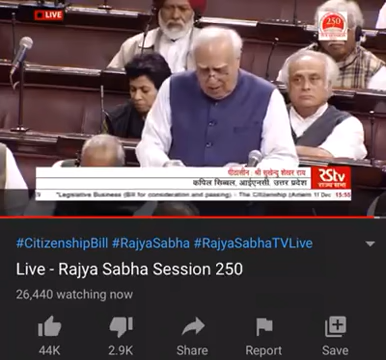 LIVE
250
पीठासीन श्री सुखेन्दु शेखर राय
कपिल सिब्बल, आईएनसी, उत्तर प्रदेश
RSTV
राज्य सभा
"Legislative Business (Bill for consideration and passing) - The Citizenship (Amen 11 Dec 15:50
#CitizenshipBill #RajyaSabha #RajyaSabhaTVLive
Live - Rajya Sabha Session 250
26,440 watching now
44K 2.9K Share Report Save